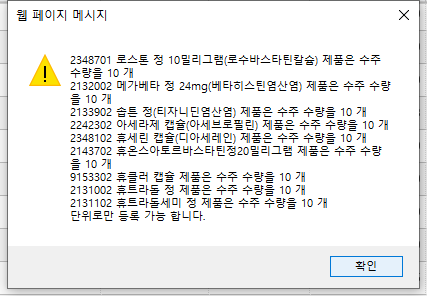 웹 페이지 메시지
2348701 로스톤 정 10밀리그램(로수바스타틴칼슘) 제품은 수주
수량을 10 개
2132002 메가베타 정 24mg(베타히스틴염산염) 제품은 수주 수량
을 10 개
2133902 솝튼 정(티자니딘염산염) 제품은 수주 수량을 10 개
2242302 아세라제 캡슐(아세브로필린) 제품은 수주 수량을 10 개
2348102 휴세린 캡슐(디아세레인) 제품은 수주 수량을 10 개
2143702 휴온스아토르바스타틴정20밀리그램 제품은 수주 수량
을 10 개
9153302 휴클러 캡슐 제품은 수주 수량을 10 개
2131002 휴트라돌 정 제품은 수주 수량을 10 개
2131102 휴트라돌세미 정 제품은 수주 수량을 10 개
단위로만 등록 가능 합니다.
확인